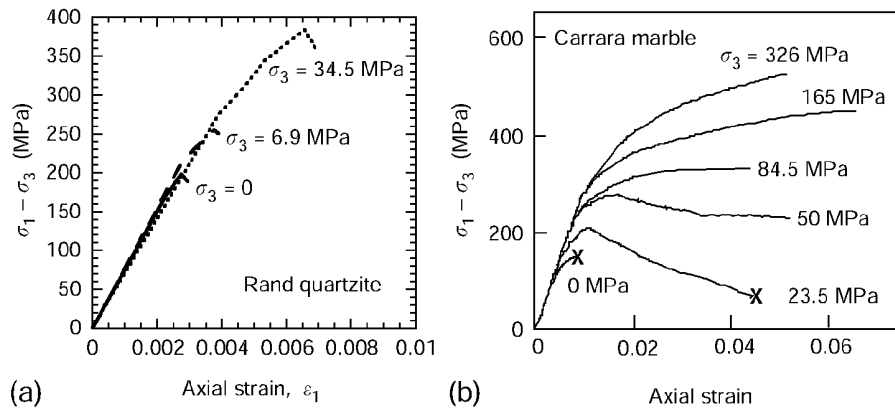 400
350
300
250
200
150
100
50
0
σ1 – σ3 (MPa)
σ3 = 34.5 MPa
σ3 = 6.9 MPa
σ3 = 0
Rand quartzite
0 0.002 0.004 0.006 0.008 0.01
(a) Axial strain, ε1
600
400
200
0
σ1 – σ3 (MPa)
Carrara marble
σ3 = 326 MPa
165 MPa
84.5 MPa
50 MPa
X
0 MPa
X
23.5 MPa
0 0.02 0.04 0.06
(b) Axial strain